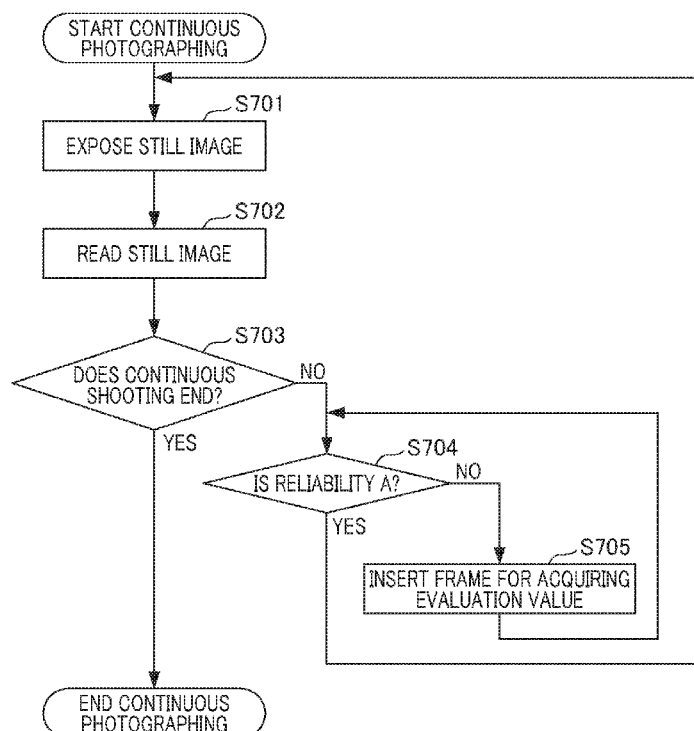 START CONTINUOUS
PHOTOGRAPHING
S701
EXPOSE STILL IMAGE
S702
READ STILL IMAGE
S703
DOES CONTINUOUS
SHOOTING END?
NO
YES
S704
IS RELIABILITY A?
NO
YES
S705
INSERT FRAME FOR ACQUIRING
EVALUATION VALUE
END CONTINUOUS
PHOTOGRAPHING